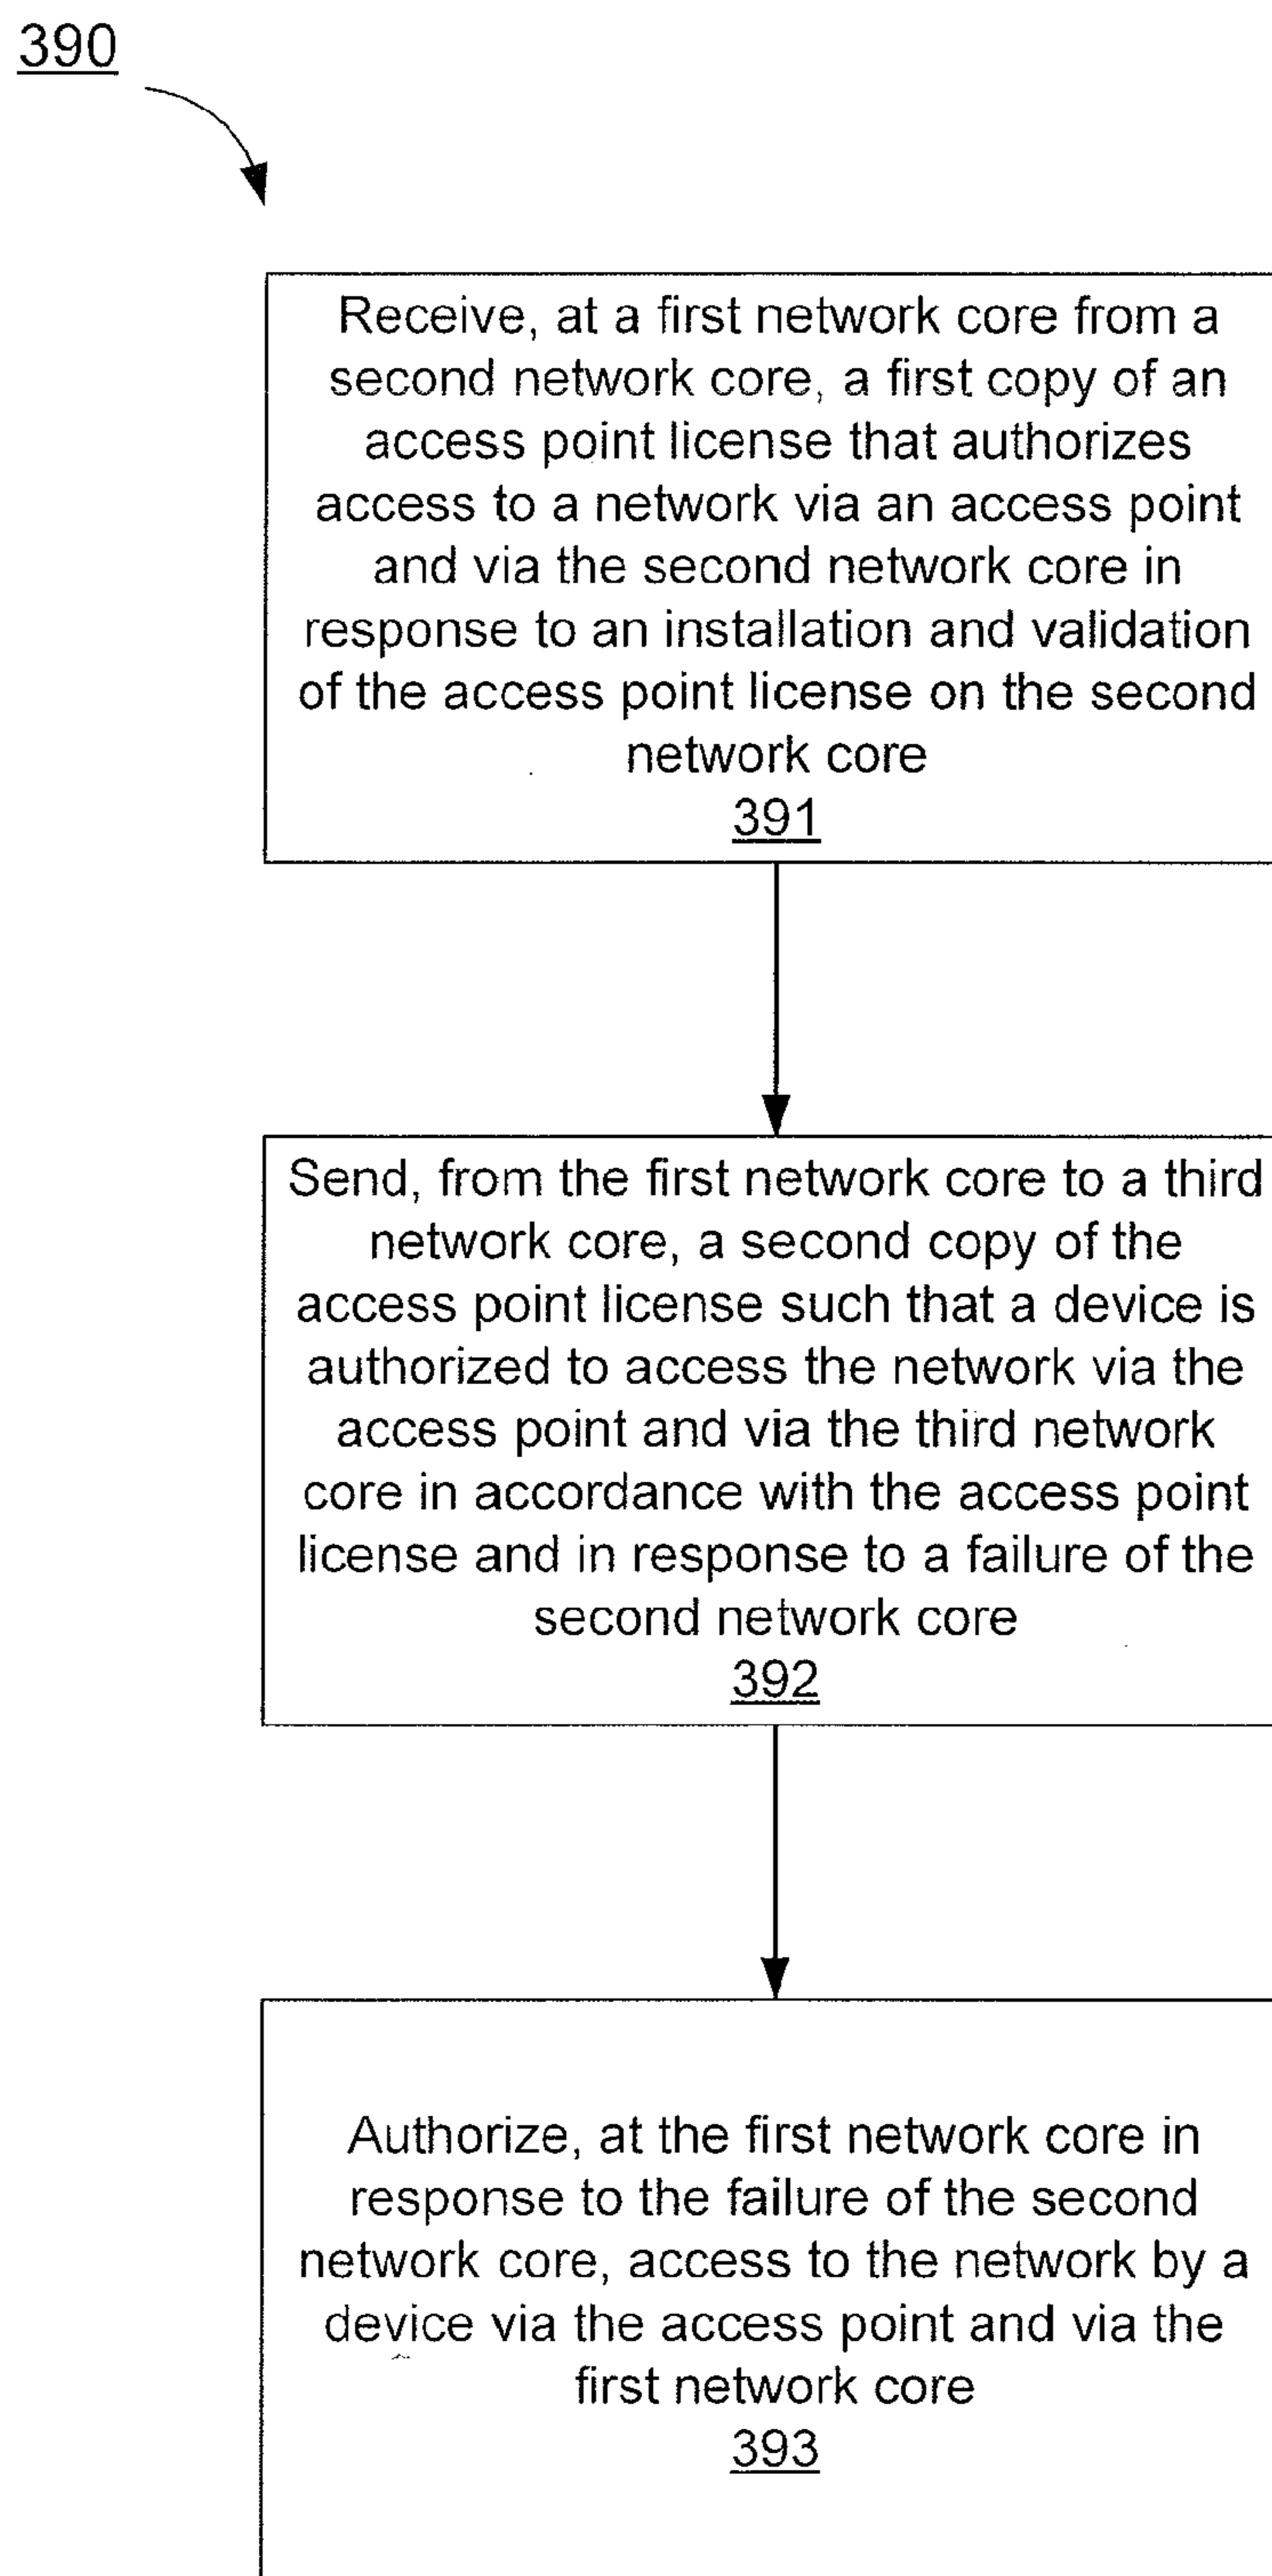 390
Receive, at a first network core from a
second network core, a first copy of an
access point license that authorizes
access to a network via an access point
and via the second network core in
response to an installation and validation
of the access point license on the second
network core
391
Send, from the first network core to a third
network core, a second copy of the
access point license such that a device is
authorized to access the network via the
access point and via the third network
core in accordance with the access point
license and in response to a failure of the
second network core
392
Authorize, at the first network core in
response to the failure of the second
network core, access to the network by a
device via the access point and via the
first network core
393